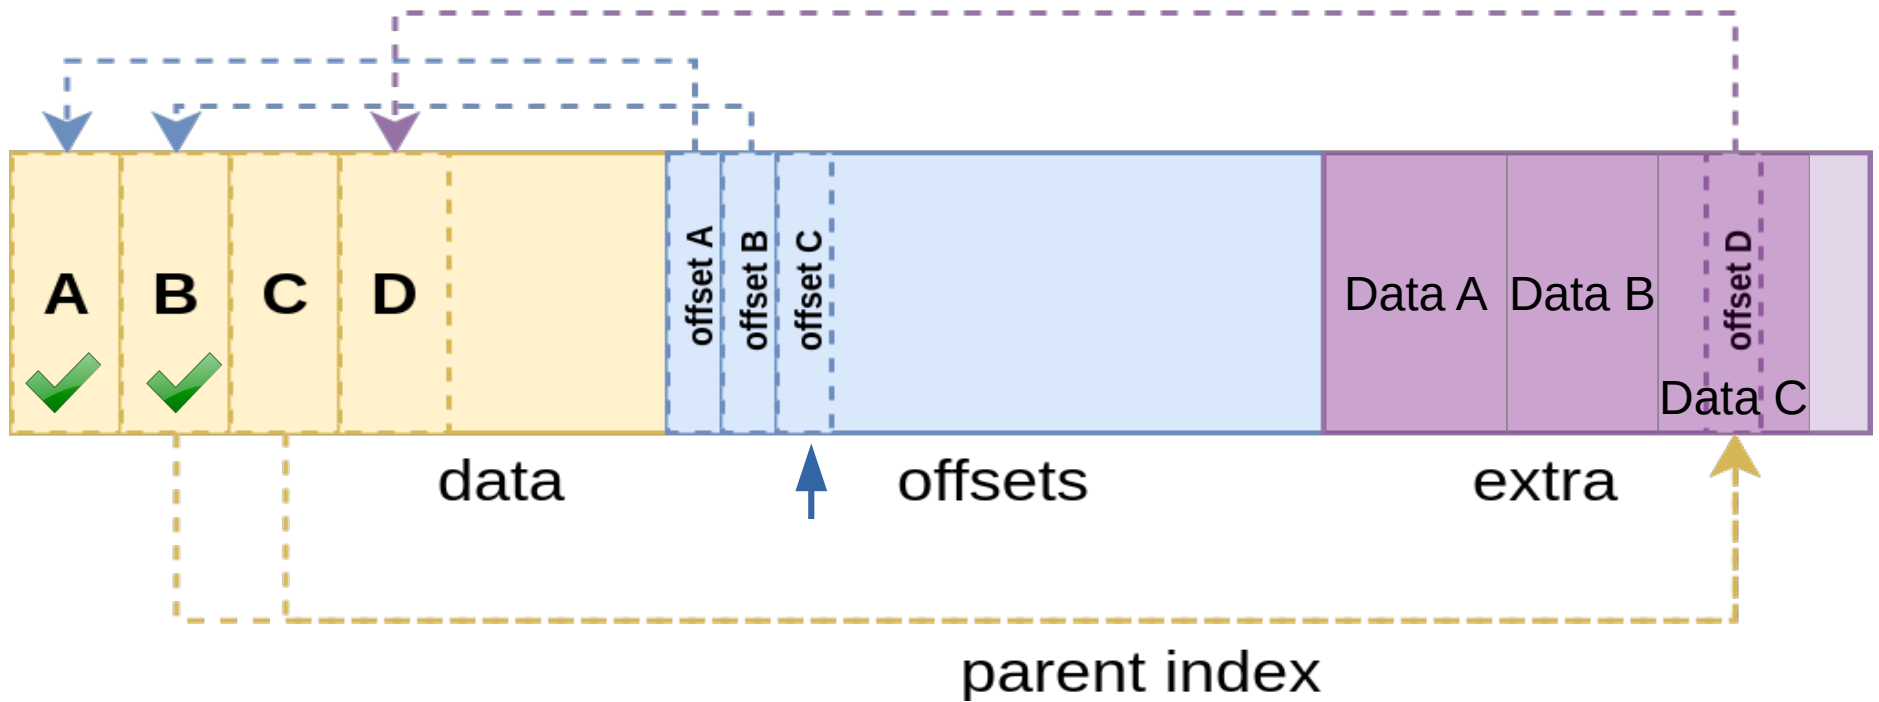 A
B
C
D
offset A
offset B
offset C
Data A
Data B
offset D
Data C
data
offsets
extra
parent index